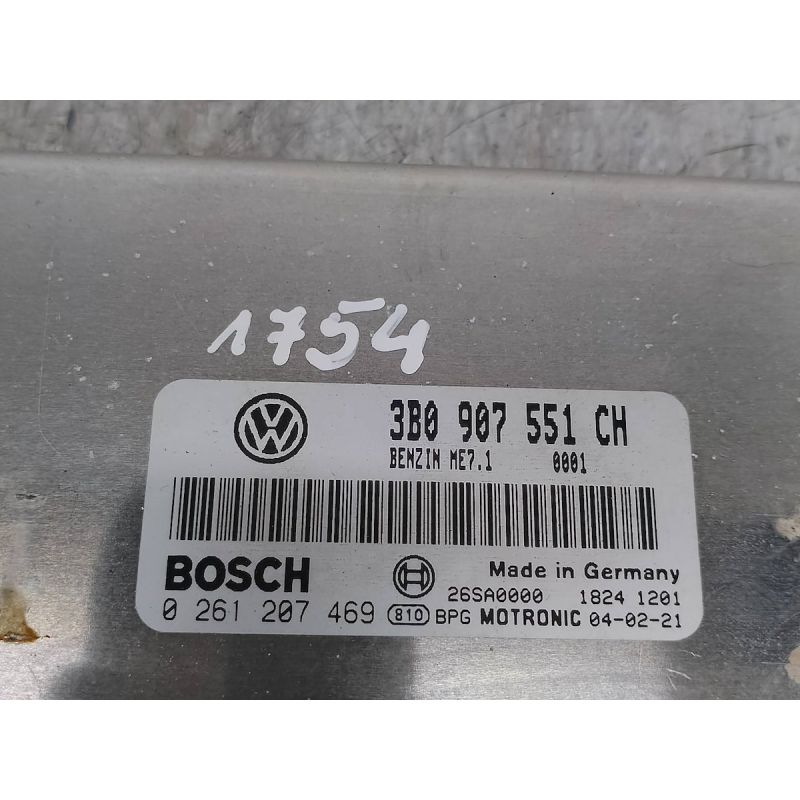 1754
3B0 907 551 CH
BENZIN ME7.1 0001
BOSCH
Made in Germany
26SA0000 1824 1201
0 261 207 469 810 BPG MOTRONIC 04-02-21